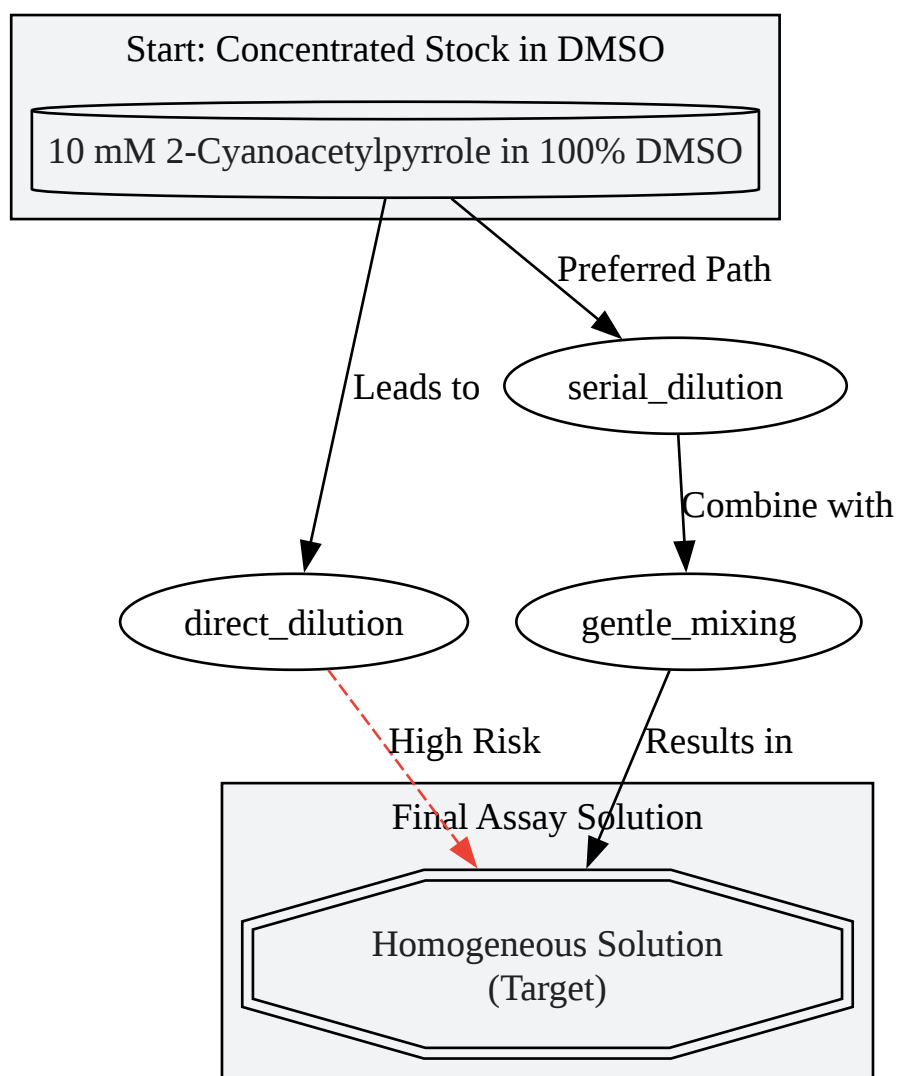 Start: Concentrated Stock in DMSO
10 mM 2-Cyanoacetylpyrrole in 100% DMSO
Preferred Path
Leads to
serial_dilution
Combine with
direct_dilution
gentle_mixing
High Risk
Results in
Final Assay Solution
Homogeneous Solution
(Target)